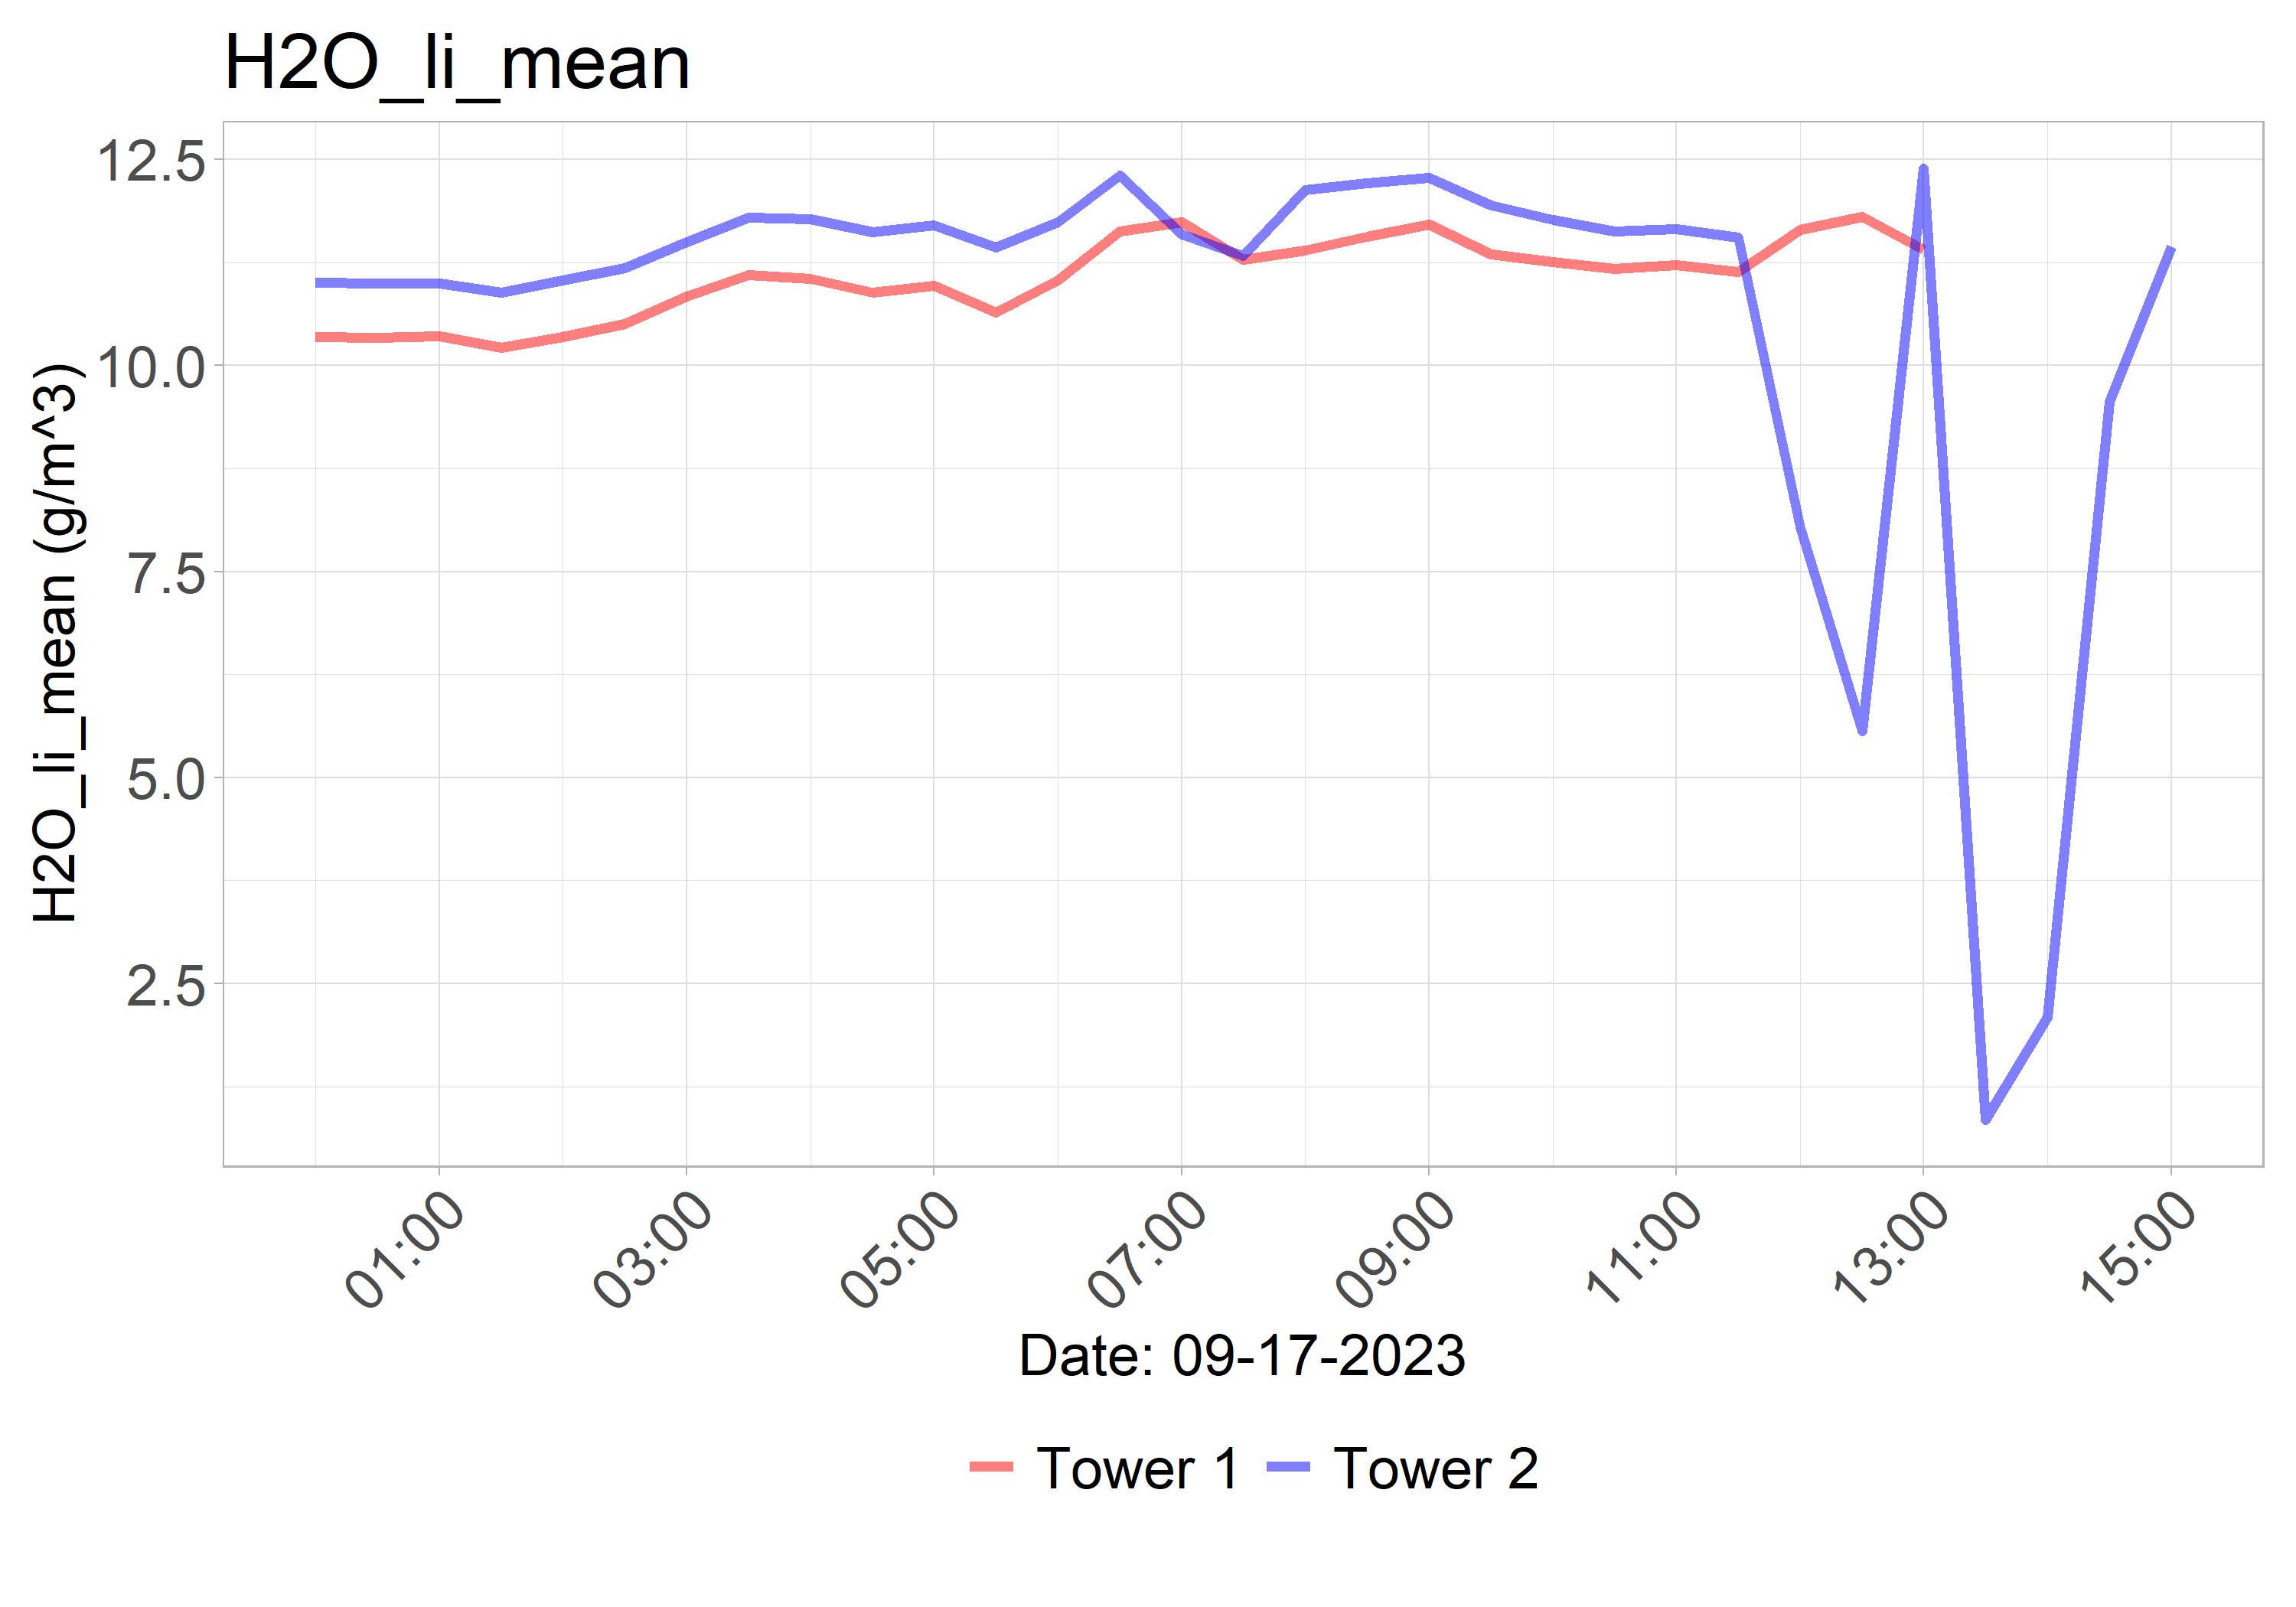 H2O_li_mean
H2O_li_mean (g/m^3)
12.5
10.0
7.5
5.0
2.5
01:00
03:00
05:00
07:00
09:00
11:00
13:00
15:00
Date: 09-17-2023
Tower 1
Tower 2